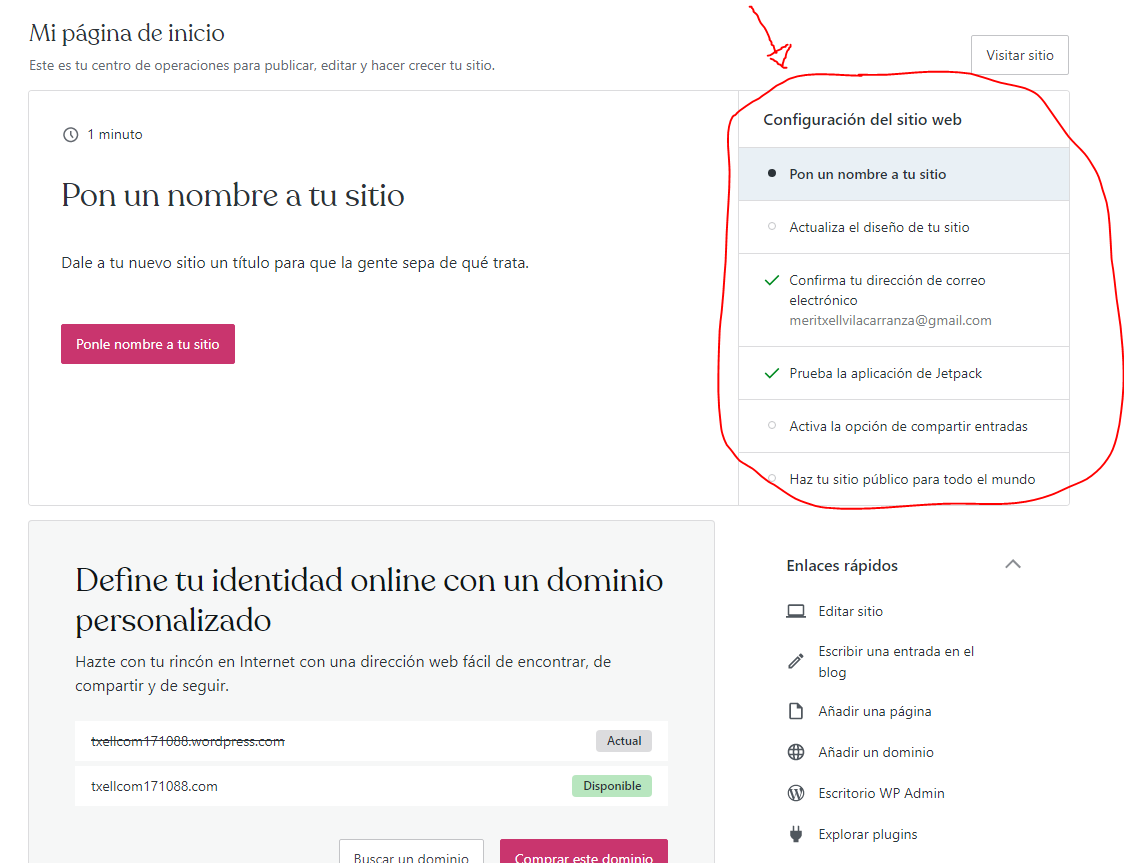 Mi página de inicio
Este es tu centro de operaciones para publicar, editar y hacer crecer tu sitio.
Visitar sitio
1 minuto
Pon un nombre a tu sitio
Dale a tu nuevo sitio un título para que la gente sepa de qué trata.
Ponle nombre a tu sitio
Configuración del sitio web
Pon un nombre a tu sitio
Actualiza el diseño de tu sitio
Confirma tu dirección de correo
electrónico
meritxellvilacarranza@gmail.com
Prueba la aplicación de Jetpack
Activa la opción de compartir entradas
Haz tu sitio público para todo el mundo
Define tu identidad online con un dominio
personalizado
Hazte con tu rincón en Internet con una dirección web fácil de encontrar, de
compartir y de seguir.
txellcom171088.wordpress.com
Actual
txellcom171088.com
Disponible
Buscar un dominio
Comprar este dominio
Enlaces rápidos
Editar sitio
Escribir una entrada en el
blog
Añadir una página
Añadir un dominio
Escritorio WP Admin
Explorar plugins